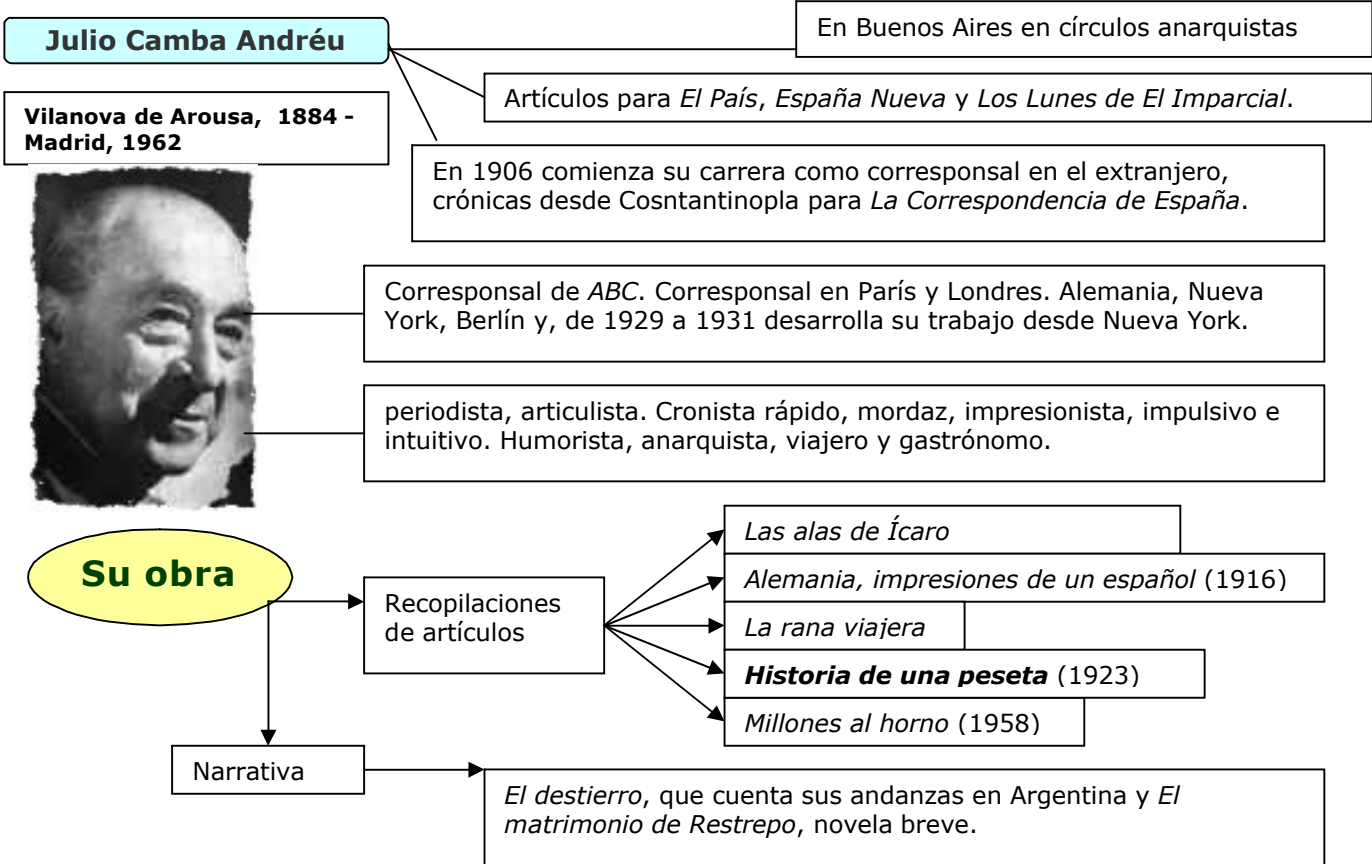 Julio Camba Andréu
En Buenos Aires en círculos anarquistas
Artículos para El País, España Nueva y Los Lunes de El Imparcial.
Vilanova de Arousa, 1884 -
Madrid, 1962
En 1906 comienza su carrera como corresponsal en el extranjero,
crónicas desde Cosntantinopla para La Correspondencia de España.
Corresponsal de ABC. Corresponsal en París y Londres. Alemania, Nueva
York, Berlín y, de 1929 a 1931 desarrolla su trabajo desde Nueva York.
periodista, articulista. Cronista rápido, mordaz, impresionista, impulsivo e
intuitivo. Humorista, anarquista, viajero y gastrónomo.
Su obra
Recopilaciones
de artículos
Las alas de Ícaro
Alemania, impresiones de un español (1916)
La rana viajera
Historia de una peseta (1923)
Millones al horno (1958)
Narrativa
El destierro, que cuenta sus andanzas en Argentina y El
matrimonio de Restrepo, novela breve.